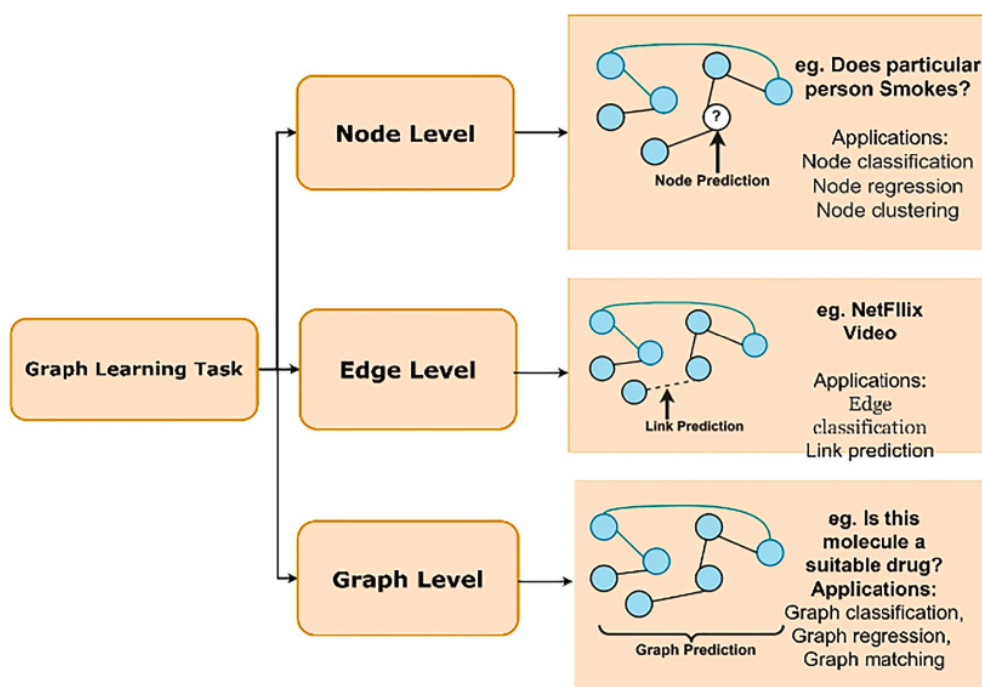 Graph Learning Task
Node Level
?
Node Prediction
eg. Does particular
person Smokes?
Applications:
Node classification
Node regression
Node clustering
Edge Level
Link Prediction
eg. NetFllix
Video
Applications:
Edge
classification
Link prediction
Graph Level
Graph Prediction
eg. Is this
molecule a
suitable drug?
Applications:
Graph classification,
Graph regression,
Graph matching